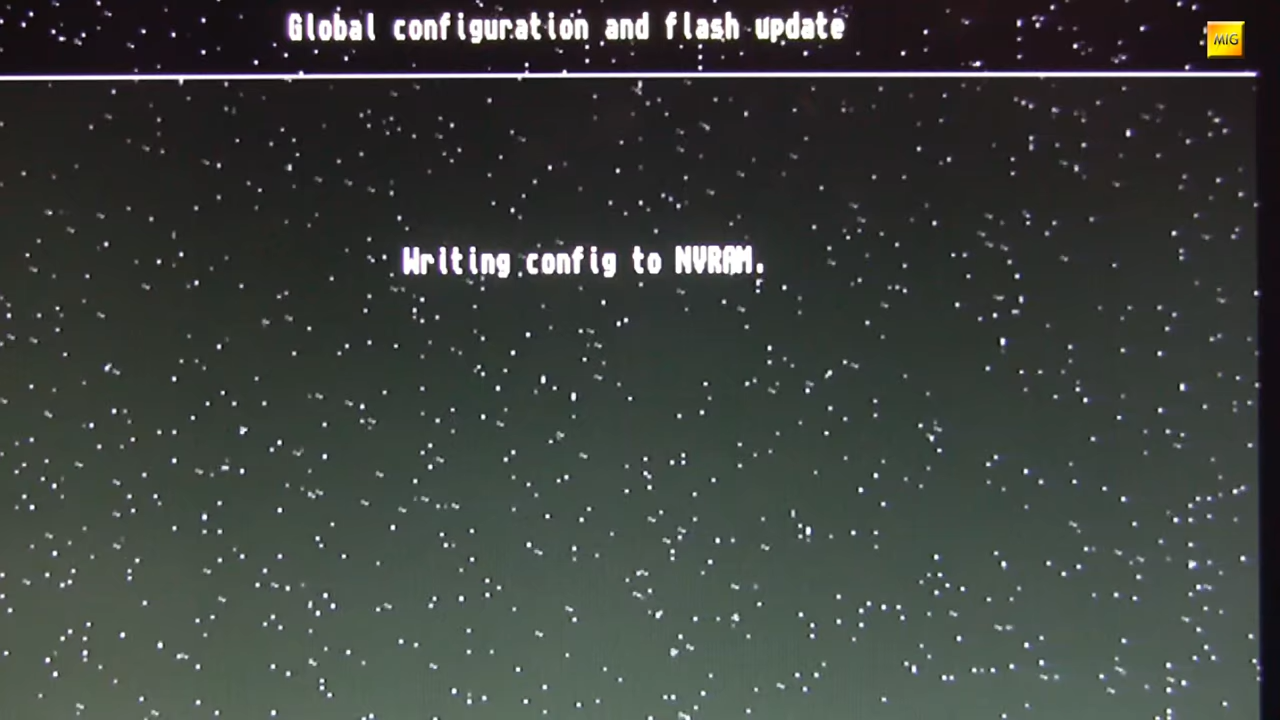 Global configuration and flash update
MIG
Writing config to NVRAM.